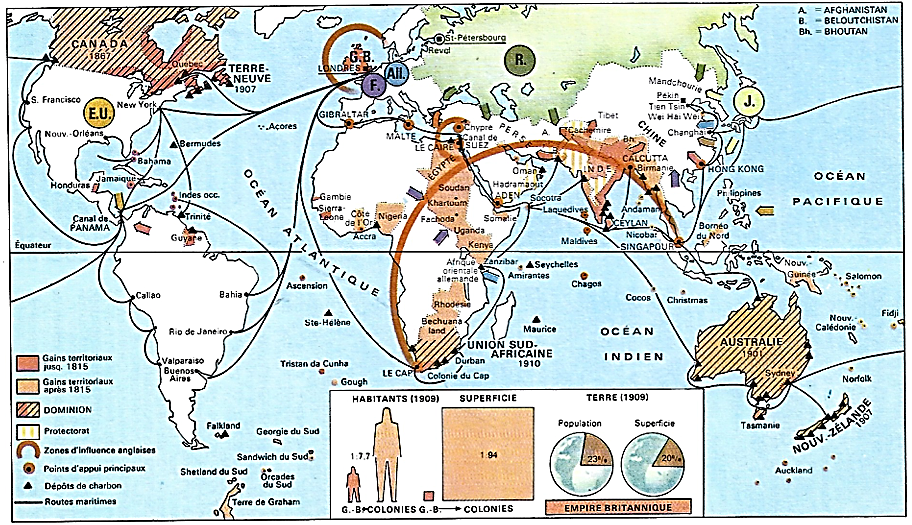 A. = AFGHANISTAN
B. = BELOUTCHISTAN
Bh. = BHOUTAN
CANADA
1867
Québec
TERRE-
NEUVE
1907
S. Francisco
E.U.
New York
Nouv.-Orléans
Bermudes
Bahama
Jamaïque
Honduras
Indes occ.
Trinité
Canal de
PANAMA
Guyane
Équateur
Callao
Bahia
Rio de Janeiro
Valparaiso
Buenos
Aires
Falkland
Georgie du Sud
Sandwich du Sud
Shetland du Sud
Orcades
du Sud
Terre de Graham
OCÉAN
ATLANTIQUE
Açores
G.B.
LONDRES
F.
All.
St-Pétersbourg
Reval
R.
J.
GIBRALTAR
MALTE
Chypre
Canal de
SUEZ
LE CAIRE
ÉGYPTE
PERSE
A.
B.
Cachemire
Tibet
Bh.
CHINE
Mandchourie
Pékin
Tien Tsin
Wei Hai Wei
Changhaï
HONG KONG
INDE
CALCUTTA
Birmanie
Oman
Hadramaout
ADEN
Socotra
Somalie
Laquedives
Maldives
CEYLAN
Andaman
Nicobar
SINGAPOUR
Philippines
Bornéo
du Nord
OCÉAN
PACIFIQUE
Gambie
Sierra-
Leone
Côte
de l'Or
Accra
Nigeria
Soudan
Khartoum
Fachoda
Uganda
Kenya
Afrique
orientale
allemande
Zanzibar
Amirantes
Seychelles
Chagos
Cocos
Christmas
Nouv.-
Guinée
Salomon
Nouv.-
Calédonie
Fidji
Norfolk
Ascension
Ste-Hélène
Tristan da Cunha
Gough
Rhodesie
Bechuana
land
UNION SUD-
AFRICAINE
1910
Durban
LE CAP
Colonie du Cap
Maurice
OCÉAN
INDIEN
AUSTRALIE
1901
Sydney
Tasmanie
NOUV.-ZÉLANDE
1907
Auckland
Gains territoriaux
jusq. 1815
Gains territoriaux
après 1815
DOMINION
Protectorat
Zones d'influence anglaises
Points d'appui principaux
Dépôts de charbon
Routes maritimes
HABITANTS (1909)
1:7,7
G.-B. COLONIES
SUPERFICIE
1:94
G.-B. COLONIES
TERRE (1909)
Population
Superficie
23%
20%
EMPIRE BRITANNIQUE